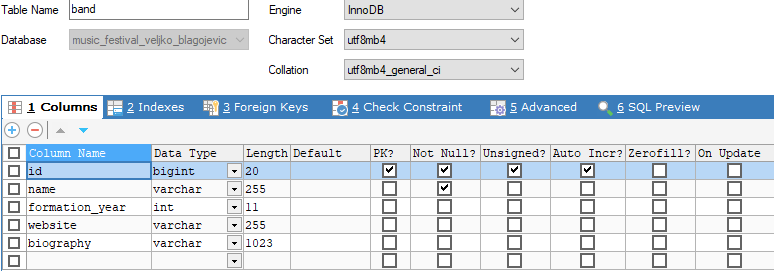 Table Name band Engine InnoDB
Database music_festival_veljko_blagojevic Character Set utf8mb4
Collation utf8mb4_general_ci
1 Columns 2 Indexes 3 Foreign Keys 4 Check Constraint 5 Advanced 6 SQL Preview
Column Name Data Type Length Default PK? Not Null? Unsigned? Auto Incr? Zerofill? On Update
id bigint 20
name varchar 255
formation_year int 11
website varchar 255
biography varchar 1023